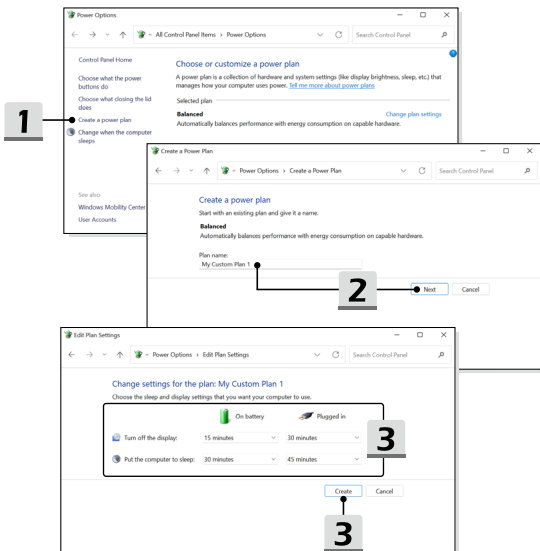 Power Options
All Control Panel Items > Power Options
Search Control Panel
Control Panel Home
Choose what the power
buttons do
Choose what closing the lid
does
Create a power plan
Change when the computer
sleeps
See also
Windows Mobility Center
User Accounts
Choose or customize a power plan
A power plan is a collection of hardware and system settings (like display brightness, sleep, etc.) that
manages how your computer uses power. Tell me more about power plans
Selected plan
Balanced
Change plan settings
Automatically balances performance with energy consumption on capable hardware.
1
Create a Power Plan
Power Options > Create a Power Plan
Search Control Panel
Create a power plan
Start with an existing plan and give it a name.
Balanced
Automatically balances performance with energy consumption on capable hardware.
Plan name:
My Custom Plan 1
2
Next Cancel
Edit Plan Settings
Power Options > Edit Plan Settings
Search Control Panel
Change settings for the plan: My Custom Plan 1
Choose the sleep and display settings that you want your computer to use.
On battery Plugged in
Turn off the display: 15 minutes 30 minutes
Put the computer to sleep: 30 minutes 45 minutes
3
Create Cancel
3